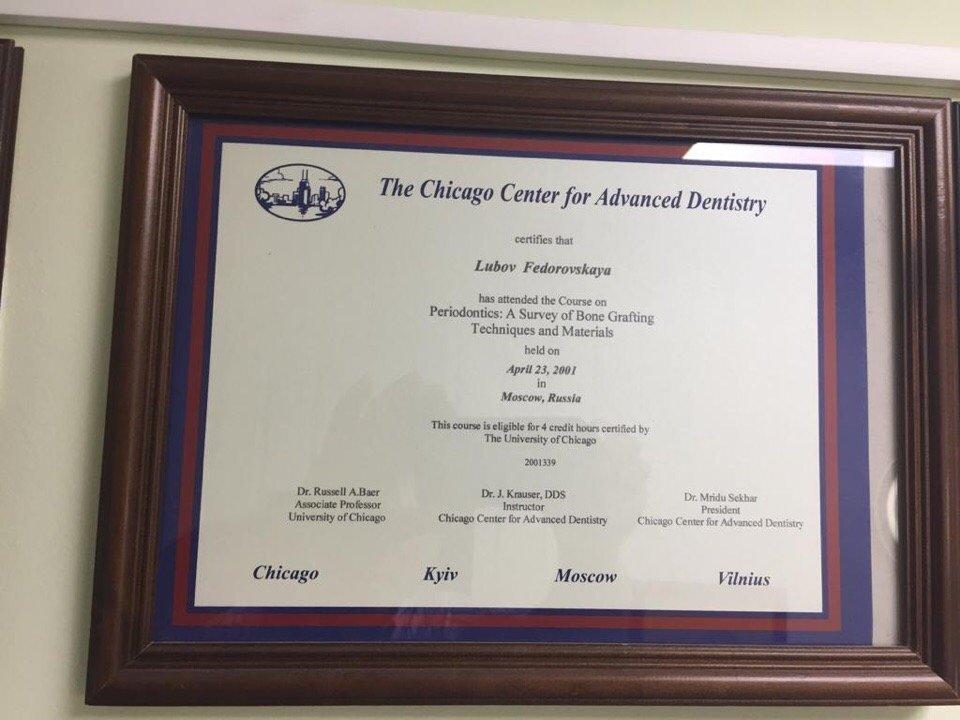 The Chicago Center for Advanced Dentistry
certifies that
Lubov Fedorovskaya
has attended the Course on
Periodontics: A Survey of Bone Grafting
Techniques and Materials
held on
April 23, 2001
in
Moscow, Russia
This course is eligible for 4 credit hours certified by
The University of Chicago
2001339
Dr. Russell A.Baer
Associate Professor
University of Chicago
Dr. J. Krauser, DDS
Instructor
Chicago Center for Advanced Dentistry
Dr. Mridu Sekhar
President
Chicago Center for Advanced Dentistry
Chicago Kyiv Moscow Vilnius